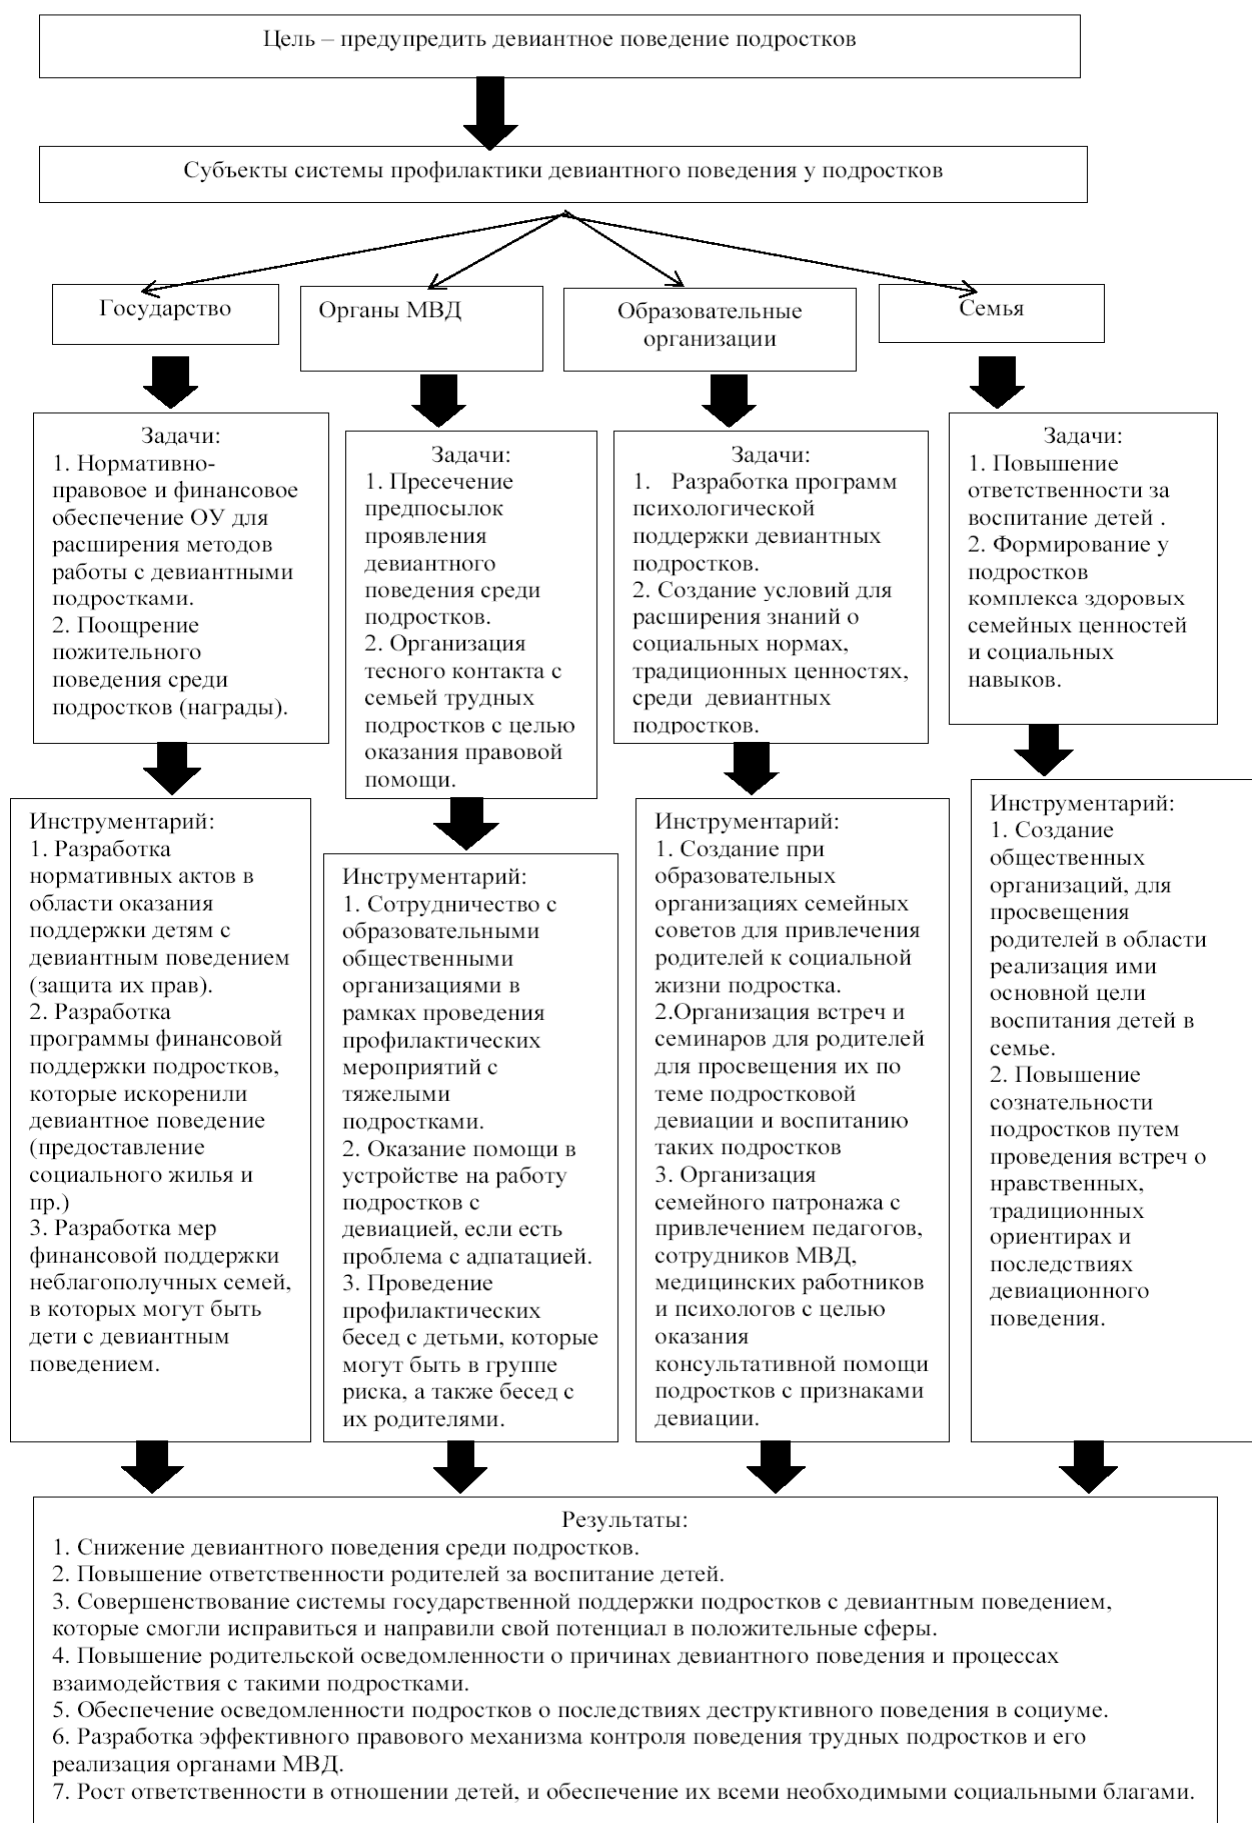 Цель – предупредить девиантное поведение подростков
Субъекты системы профилактики девиантного поведения у подростков
Государство
Органы МВД
Образовательные
организации
Семья
Задачи:
1. Нормативно-
правовое и финансовое
обеспечение ОУ для
расширения методов
работы с девиантными
подростками.
2. Поощрение
пожительного
поведения среди
подростков (награды).
Задачи:
1. Пресечение
предпосылок
проявления
девиантного
поведения среди
подростков.
2. Организация
тесного контакта с
семьей трудных
подростков с целью
оказания правовой
помощи.
Задачи:
1. Разработка программ
психологической
поддержки девиантных
подростков.
2. Создание условий для
расширения знаний о
социальных нормах,
традиционных ценностях,
среди девиантных
подростков.
Задачи:
1. Повышение
ответственности за
воспитание детей .
2. Формирование у
подростков
комплекса здоровых
семейных ценностей
и социальных
навыков.
Инструментарий:
1. Разработка
нормативных актов в
области оказания
поддержки детям с
девиантным поведением
(защита их прав).
2. Разработка
программы финансовой
поддержки подростков,
которые искоренили
девиантное поведение
(предоставление
социального жилья и
пр.)
3. Разработка мер
финансовой поддержки
неблагополучных семей,
в которых могут быть
дети с девиантным
поведением.
Инструментарий:
1. Сотрудничество с
образовательными
общественными
организациями в
рамках проведения
профилактических
мероприятий с
тяжелыми
подростками.
2. Оказание помощи в
устройстве на работу
подростков с
девиацией, если есть
проблема с адпатацией.
3. Проведение
профилактических
бесед с детьми, которые
могут быть в группе
риска, а также бесед с
их родителями.
Инструментарий:
1. Создание при
образовательных
организациях семейных
советов для привлечения
родителей к социальной
жизни подростка.
2.Организация встреч и
семинаров для родителей
для просвещения их по
теме подростковой
девиации и воспитанию
таких подростков
3. Организация
семейного патронажа с
привлечением педагогов,
сотрудников МВД,
медицинских работников
и психологов с целью
оказания
консультативной помощи
подростков с признаками
девиации.
Инструментарий:
1. Создание
общественных
организаций, для
просвещения
родителей в области
реализация ими
основной цели
воспитания детей в
семье.
2. Повышение
сознательности
подростков путем
проведения встреч о
нравственных,
традиционных
ориентирах и
последствиях
девиационного
поведения.
Результаты:
1. Снижение девиантного поведения среди подростков.
2. Повышение ответственности родителей за воспитание детей.
3. Совершенствование системы государственной поддержки подростков с девиантным поведением,
которые смогли исправиться и направили свой потенциал в положительные сферы.
4. Повышение родительской осведомленности о причинах девиантного поведения и процессах
взаимодействия с такими подростками.
5. Обеспечение осведомленности подростков о последствиях деструктивного поведения в социуме.
6. Разработка эффективного правового механизма контроля поведения трудных подростков и его
реализация органами МВД.
7. Рост ответственности в отношении детей, и обеспечение их всеми необходимыми социальными благами.